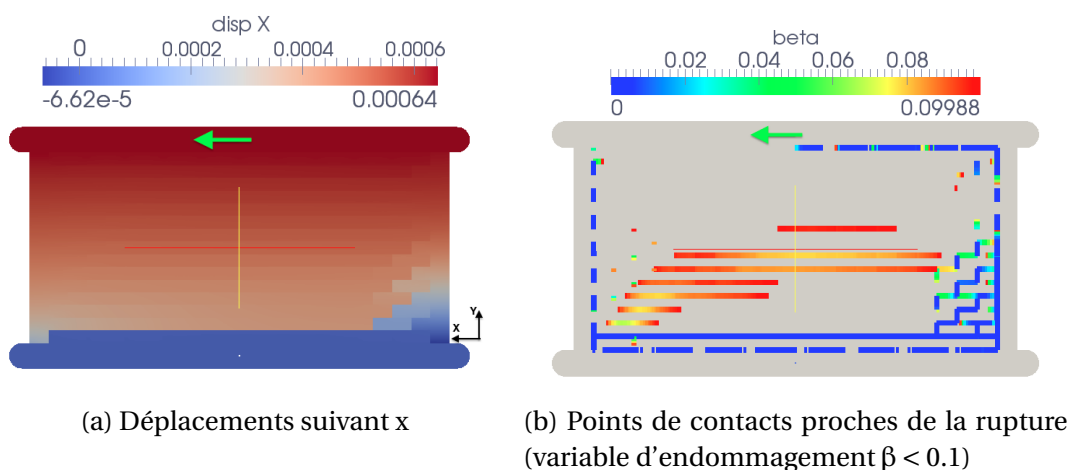 disp X
0 0.0002 0.0004 0.0006
-6.62e-5 0.00064
Y
X
(a) Déplacements suivant x
beta
0.02 0.04 0.06 0.08
0 0.09988
(b) Points de contacts proches de la rupture
(variable d'endommagement β < 0.1)